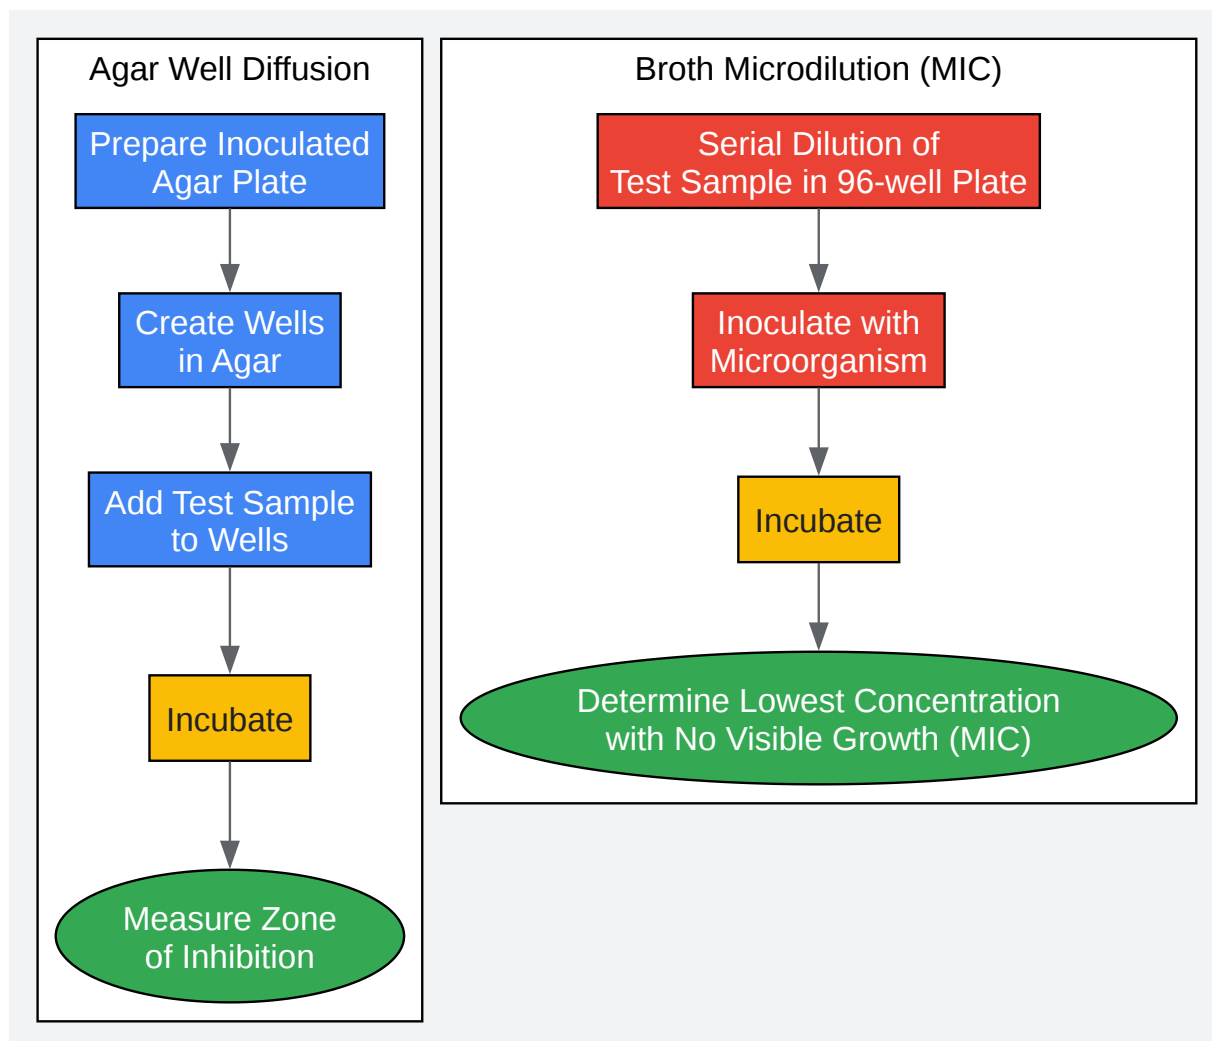 Agar Well Diffusion
Prepare Inoculated
Agar Plate
Create Wells
in Agar
Add Test Sample
to Wells
Incubate
Measure Zone
of Inhibition
Broth Microdilution (MIC)
Serial Dilution of
Test Sample in 96-well Plate
Inoculate with
Microorganism
Incubate
Determine Lowest Concentration
with No Visible Growth (MIC)